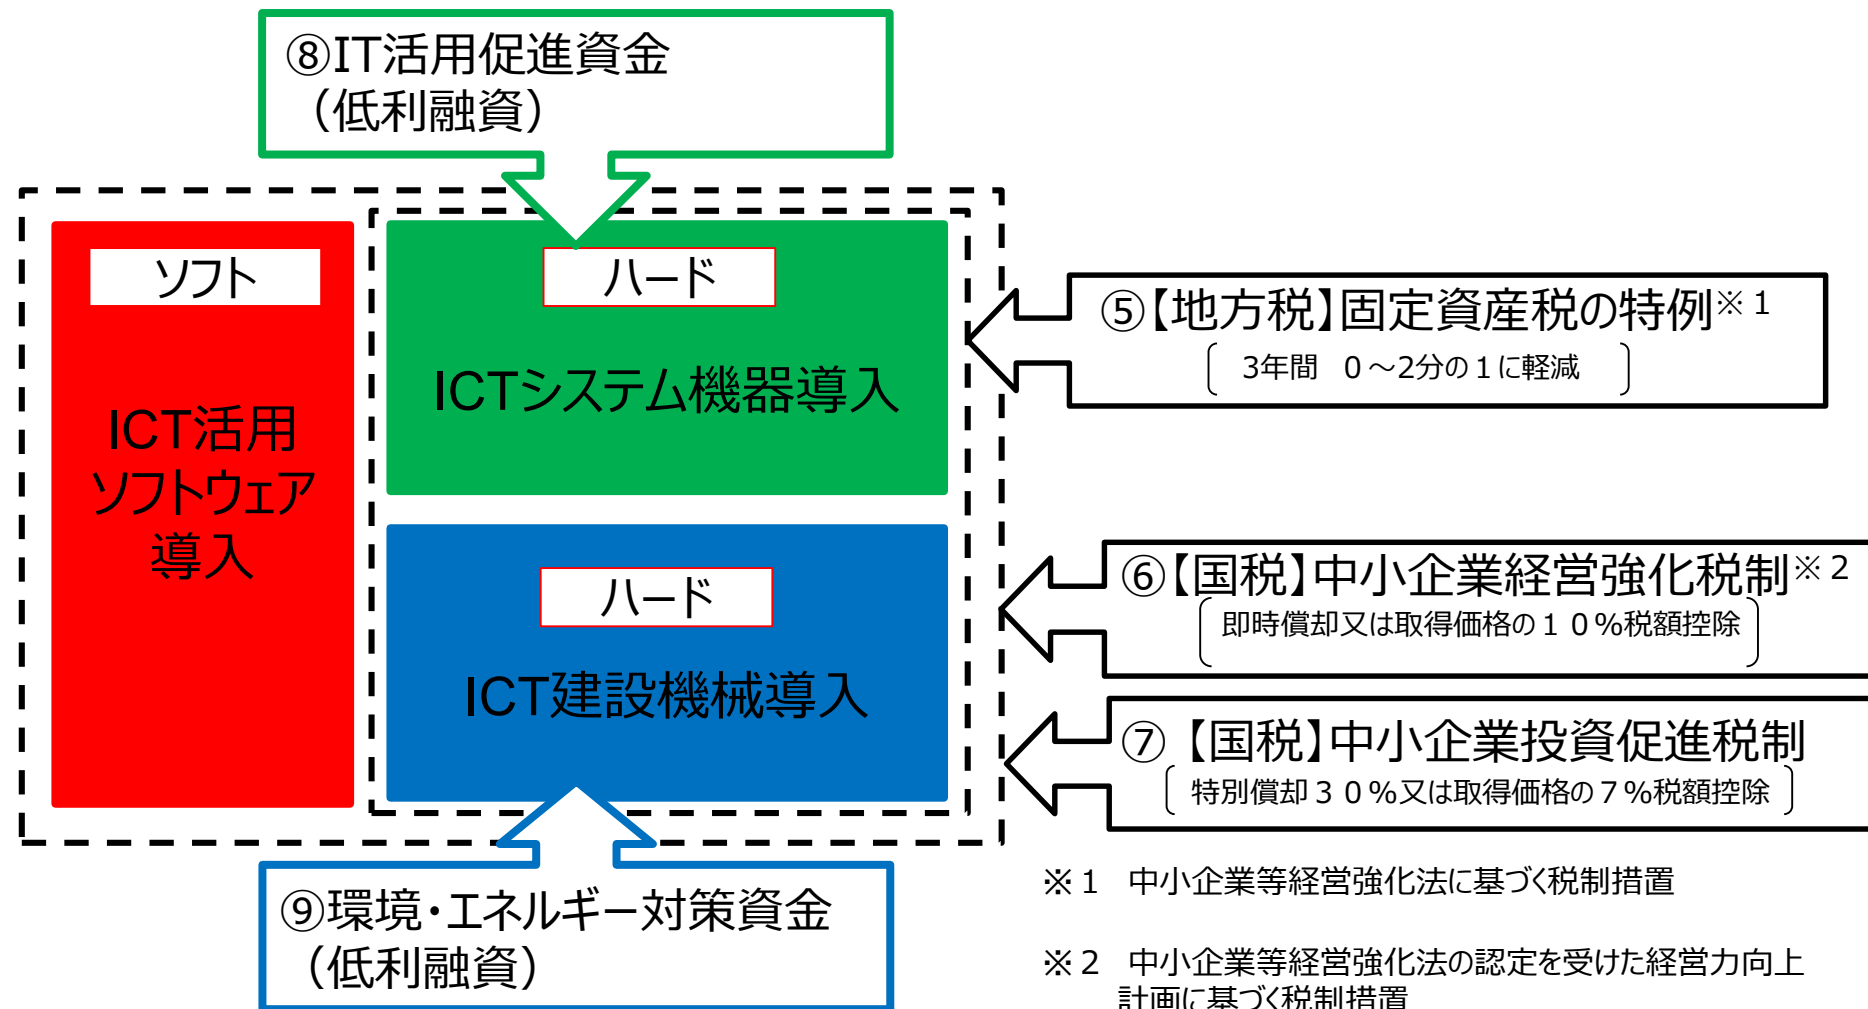 ⑧IT活用促進資金
（低利融資）
ソフト
ICT活用
ソフトウェア
導入
ハード
ICTシステム機器導入
ハード
ICT建設機械導入
⑤【地方税】固定資産税の特例※１
3年間　０～2分の１に軽減
⑥【国税】中小企業経営強化税制※２
即時償却又は取得価格の１０％税額控除
⑦【国税】中小企業投資促進税制
特別償却３０％又は取得価格の７％税額控除
⑨環境・エネルギー対策資金
（低利融資）
※１　中小企業等経営強化法に基づく税制措置
※２　中小企業等経営強化法の認定を受けた経営力向上
計画に基づく税制措置